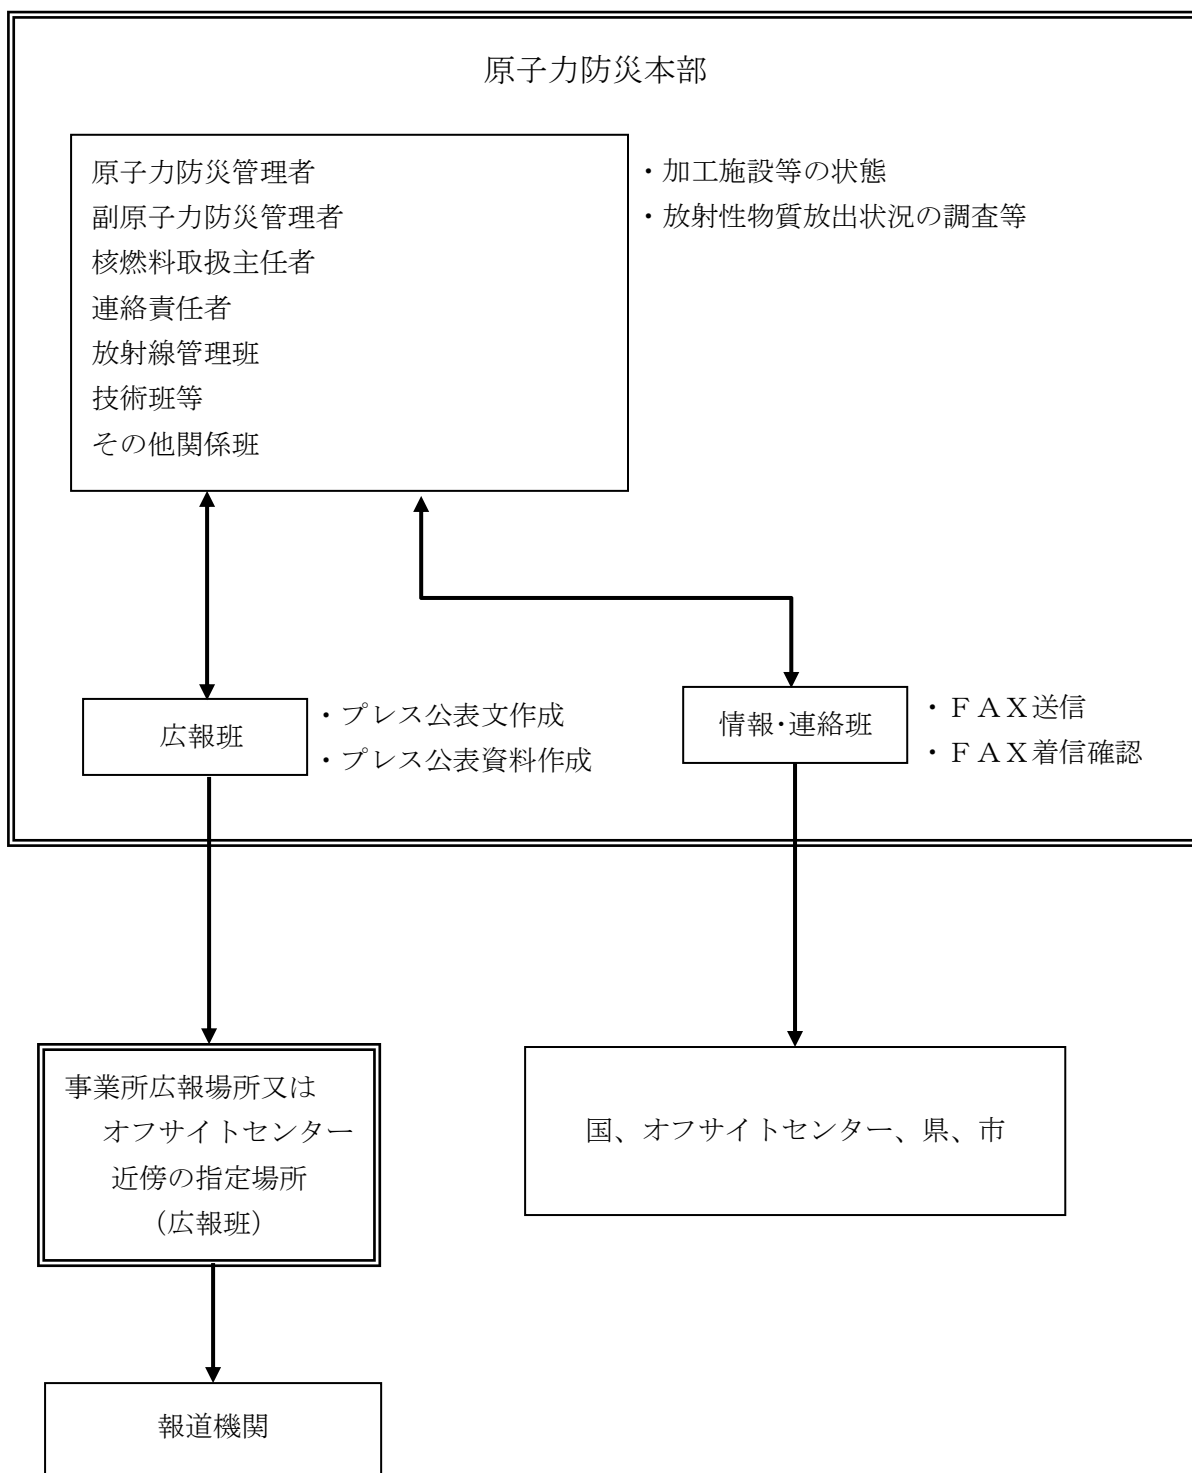 原子力防災本部
原子力防災管理者
副原子力防災管理者
核燃料取扱主任者
連絡責任者
放射線管理班
技術班等
その他関係班
・加工施設等の状態
・放射性物質放出状況の調査等
広報班
・プレス公表文作成
・プレス公表資料作成
情報･連絡班
・ＦＡＸ送信
・ＦＡＸ着信確認
事業所広報場所又は
オフサイトセンター
近傍の指定場所
（広報班）
国、オフサイトセンター、県、市
報道機関